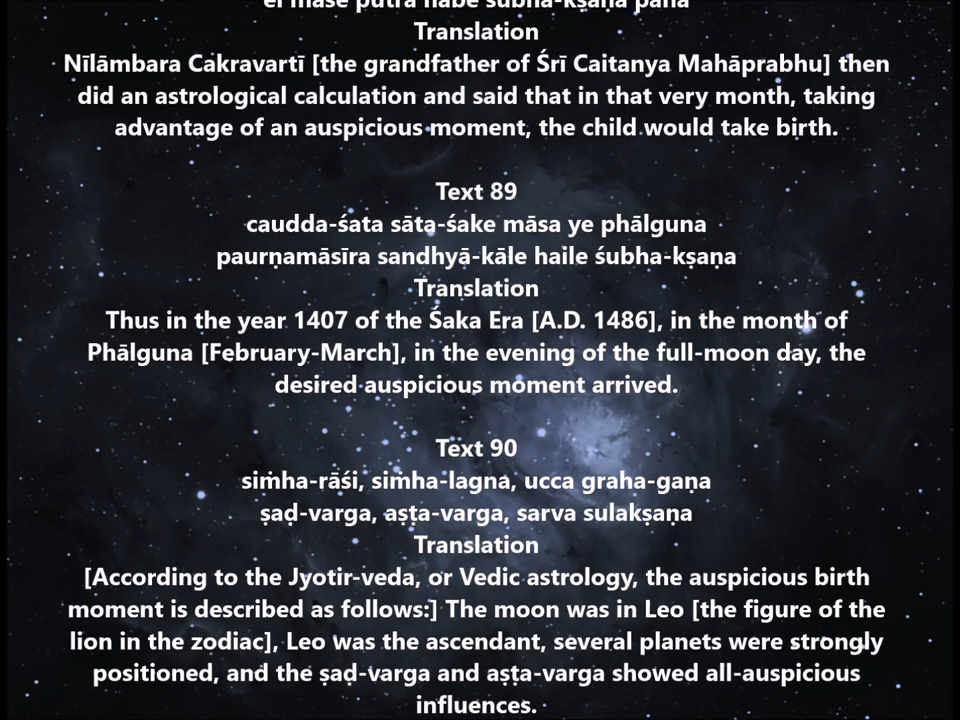 ei māse putra habe śubha-kṣaṇa pāñā
Translation
Nīlāmbara Cakravartī [the grandfather of Śrī Caitanya Mahāprabhu] then
did an astrological calculation and said that in that very month, taking
advantage of an auspicious moment, the child would take birth.
Text 89
caudda-śata sāta-śake māsa ye phālguna
paurṇamāsīra sandhyā-kāle haile śubha-kṣaṇa
Translation
Thus in the year 1407 of the Śaka Era [A.D. 1486], in the month of
Phālguna [February-March], in the evening of the full-moon day, the
desired auspicious moment arrived.
Text 90
siṁha-rāśi, siṁha-lagna, ucca graha-gaṇa
ṣaḍ-varga, aṣṭa-varga, sarva sulakṣaṇa
Translation
[According to the Jyotir-veda, or Vedic astrology, the auspicious birth
moment is described as follows:] The moon was in Leo [the figure of the
lion in the zodiac], Leo was the ascendant, several planets were strongly
positioned, and the ṣaḍ-varga and aṣṭa-varga showed all-auspicious
influences.